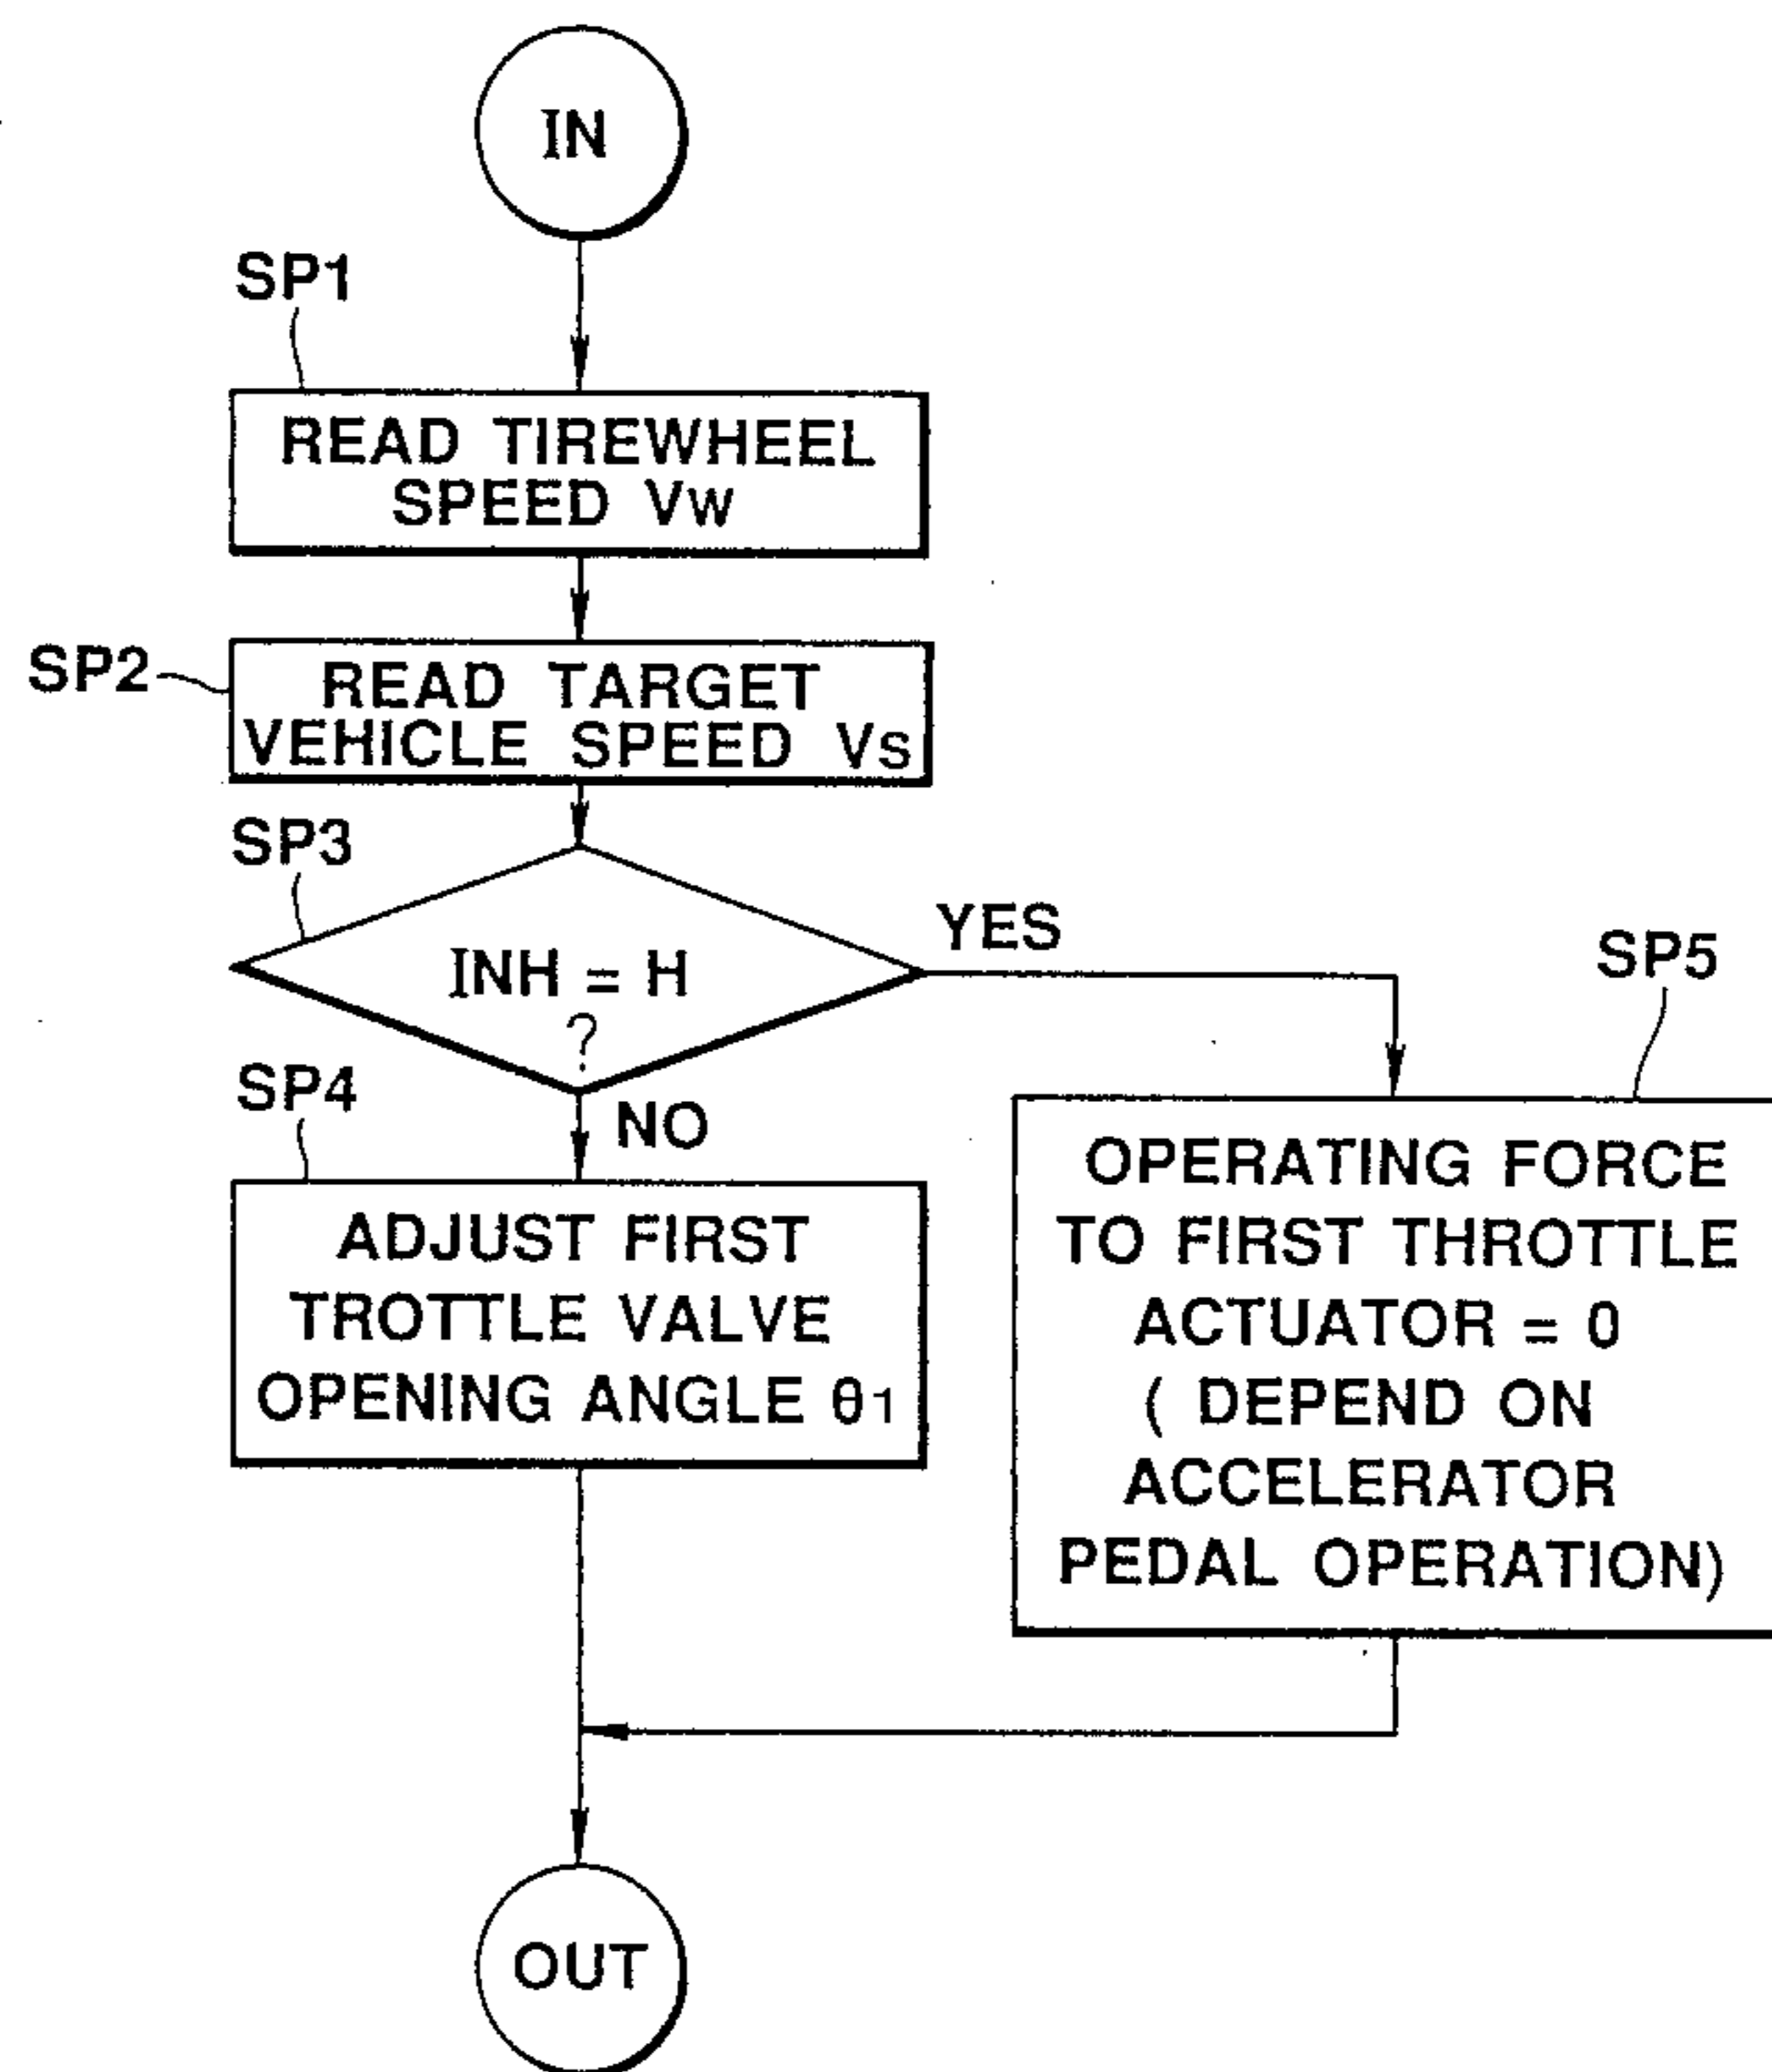 IN
SP1
READ TIREWHEEL
SPEED VW
SP2
READ TARGET
VEHICLE SPEED VS
SP3
INH = H
?
YES
NO
SP4
ADJUST FIRST
TROTTLE VALVE
OPENING ANGLE θ1
SP5
OPERATING FORCE
TO FIRST THROTTLE
ACTUATOR = 0
( DEPEND ON
ACCELERATOR
PEDAL OPERATION)
OUT